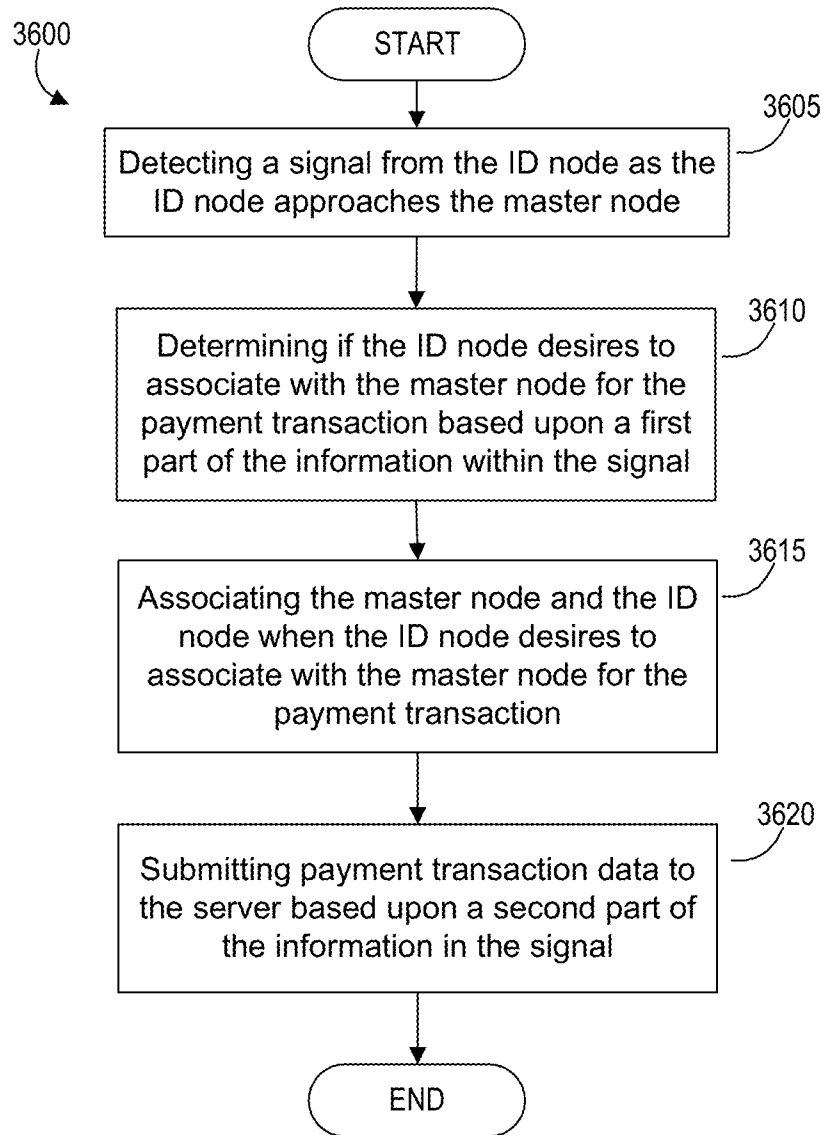 3600
START
3605
Detecting a signal from the ID node as the
ID node approaches the master node
3610
Determining if the ID node desires to
associate with the master node for the
payment transaction based upon a first
part of the information within the signal
3615
Associating the master node and the ID
node when the ID node desires to
associate with the master node for the
payment transaction
3620
Submitting payment transaction data to
the server based upon a second part of
the information in the signal
END